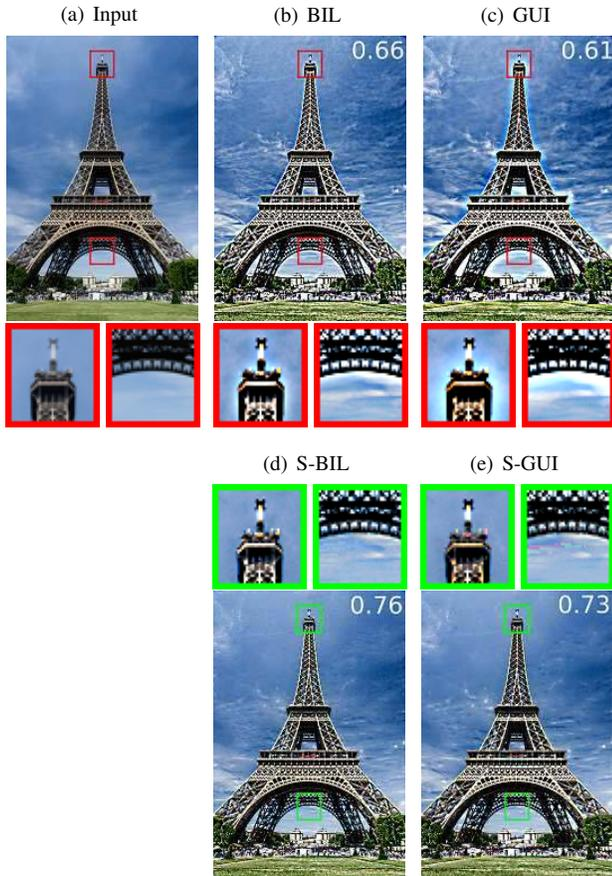 (a) Input
(b) BIL
(c) GUI
0.66
0.61
(d) S-BIL
(e) S-GUI
0.76
0.73